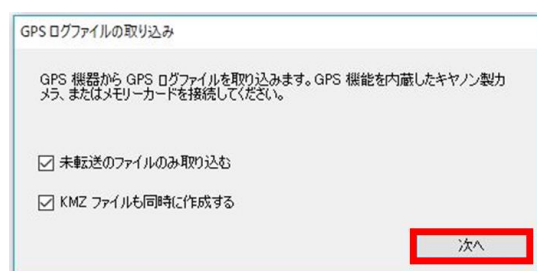 GPS ログファイルの取り込み
GPS 機器から GPS ログファイルを取り込みます。GPS 機能を内蔵したキヤノン製カ
メラ、またはメモリーカードを接続してください。
未転送のファイルのみ取り込む
KMZ ファイルも同時に作成する
次へ